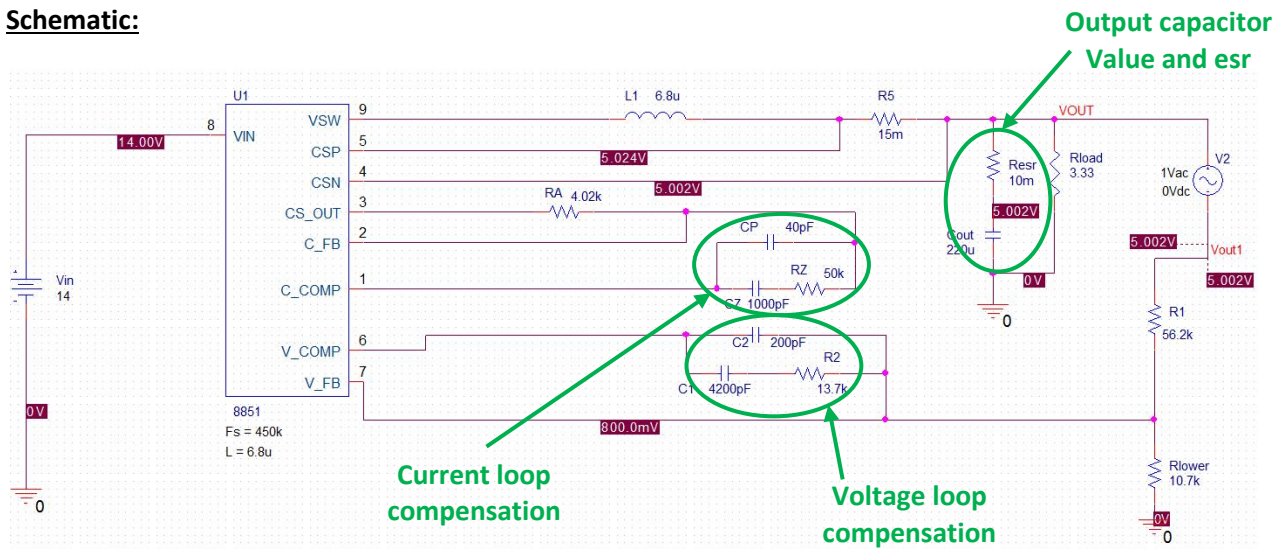 Schematic:
Output capacitor
Value and esr
U1
8
VIN
VSW
9
CSP
5
CSN
4
CS_OUT
3
C_FB
2
C_COMP
1
V_COMP
6
V_FB
7
8851
Fs = 450k
L = 6.8u
14.00V
Vin
14
0V
0
L1 6.8u
R5
15m
5.024V
5.002V
RA 4.02k
CP 40pF
RZ 50k
CZ 1000pF
C2 200pF
R2
13.7k
C1 4200pF
800.0mV
VOUT
Resr
10m
5.002V
Cout
220u
Rload
3.33
0V
0
1Vac
0Vdc
V2
5.002V
Vout1
5.002V
R1
56.2k
Rlower
10.7k
0V
0
Current loop
compensation
Voltage loop
compensation